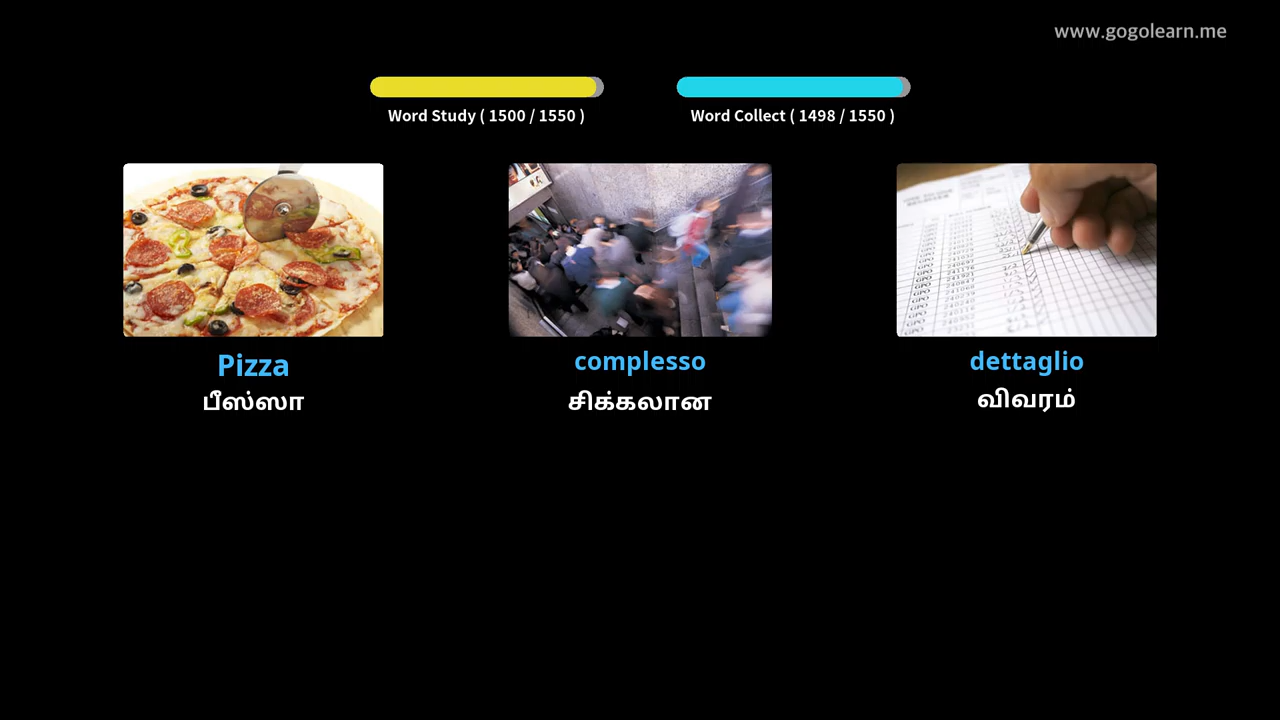 www.gogolearn.me
Word Study ( 1500 / 1550 )
Word Collect ( 1498 / 1550 )
Pizza
complesso
dettaglio
பீஸ்ஸா
சிக்கலான
விவரம்